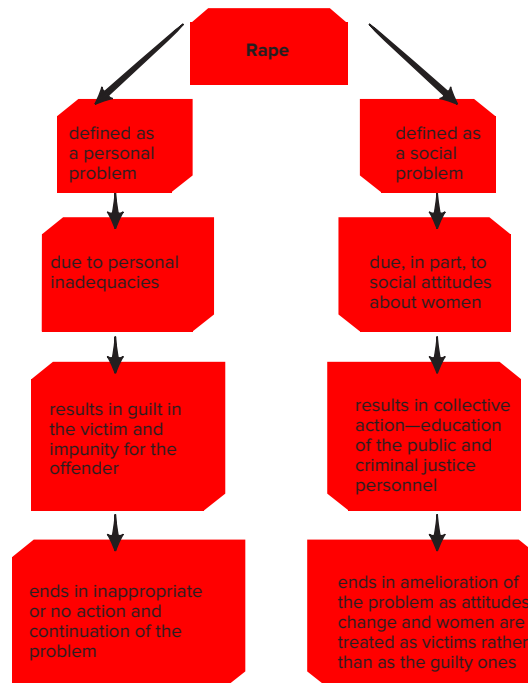 Rape
defined as
a personal
problem
due to personal
inadequacies
results in guilt in
the victim and
impunity for the
offender
ends in inappropriate
or no action and
continuation of the
problem
defined as
a social
problem
due, in part, to
social attitudes
about women
results in collective
action—education
of the public and
criminal justice
personnel
ends in amelioration of
the problem as attitudes
change and women are
treated as victims rather
than as the guilty ones